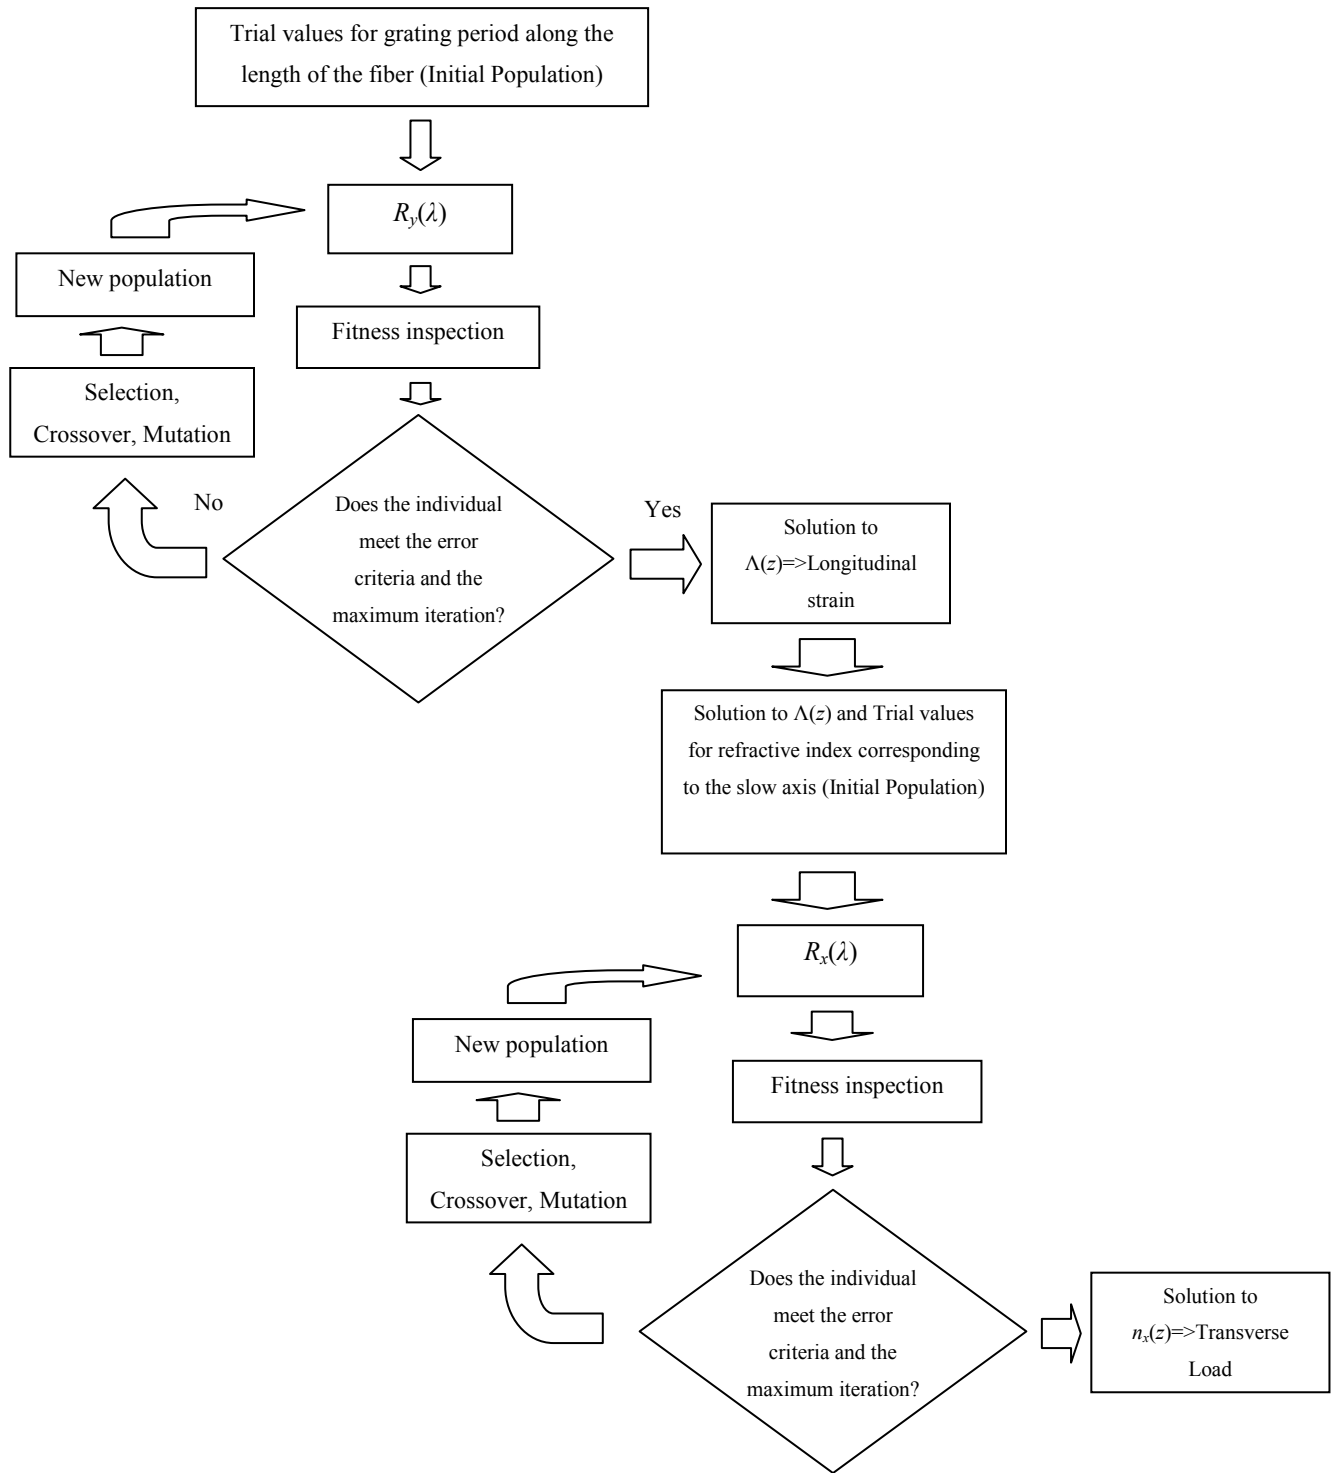 Trial values for grating period along the
length of the fiber (Initial Population)
R_y(λ)
New population
Fitness inspection
Selection,
Crossover, Mutation
No
Does the individual
meet the error
criteria and the
maximum iteration?
Yes
Solution to
Λ(z)=>Longitudinal
strain
Solution to Λ(z) and Trial values
for refractive index corresponding
to the slow axis (Initial Population)
R_x(λ)
New population
Fitness inspection
Selection,
Crossover, Mutation
Does the individual
meet the error
criteria and the
maximum iteration?
Solution to
n_x(z)=>Transverse
Load